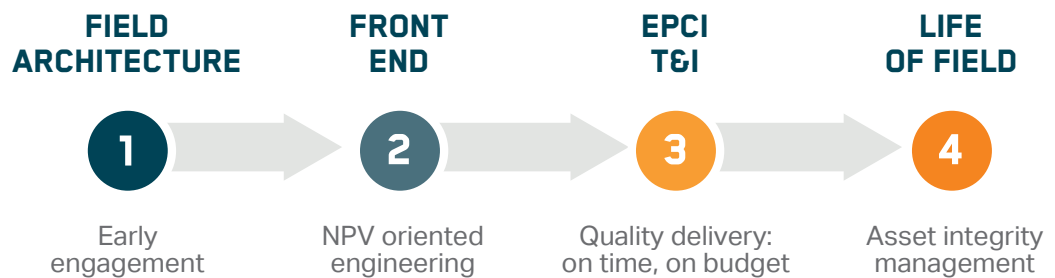 FIELD
ARCHITECTURE
FRONT
END
EPCI
T&I
LIFE
OF FIELD
1
2
3
4
Early
engagement
NPV oriented
engineering
Quality delivery:
on time, on budget
Asset integrity
management